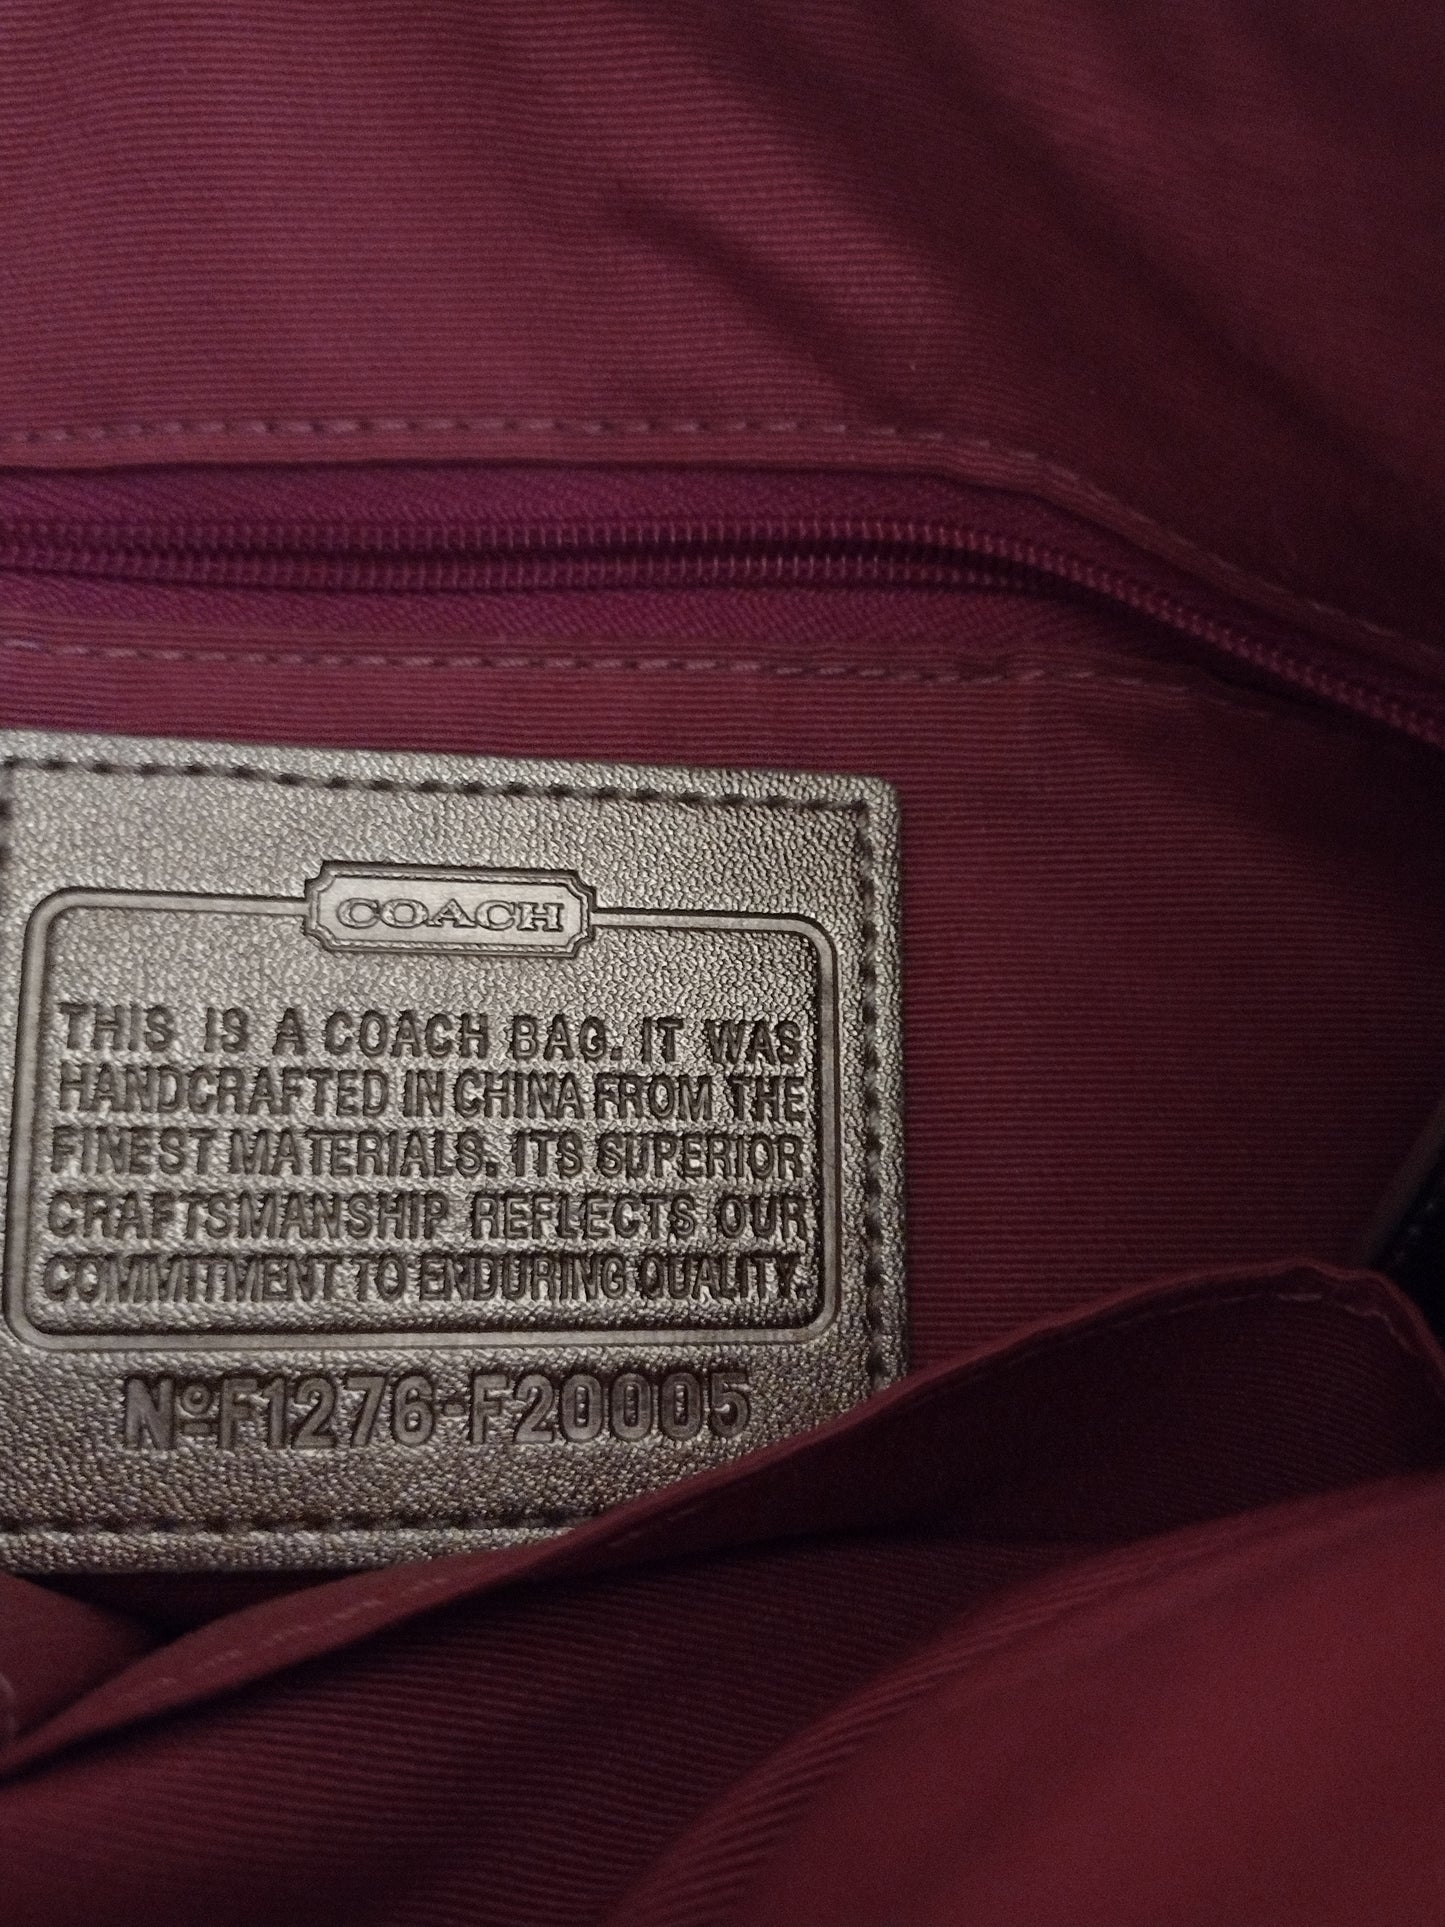 COACH
THIS IS A COACH BAG. IT WAS
HANDCRAFTED IN CHINA FROM THE
FINEST MATERIALS. ITS SUPERIOR
CRAFTSMANSHIP REFLECTS OUR
COMMITMENT TO ENDURING QUALITY.
NºF1276-F20005